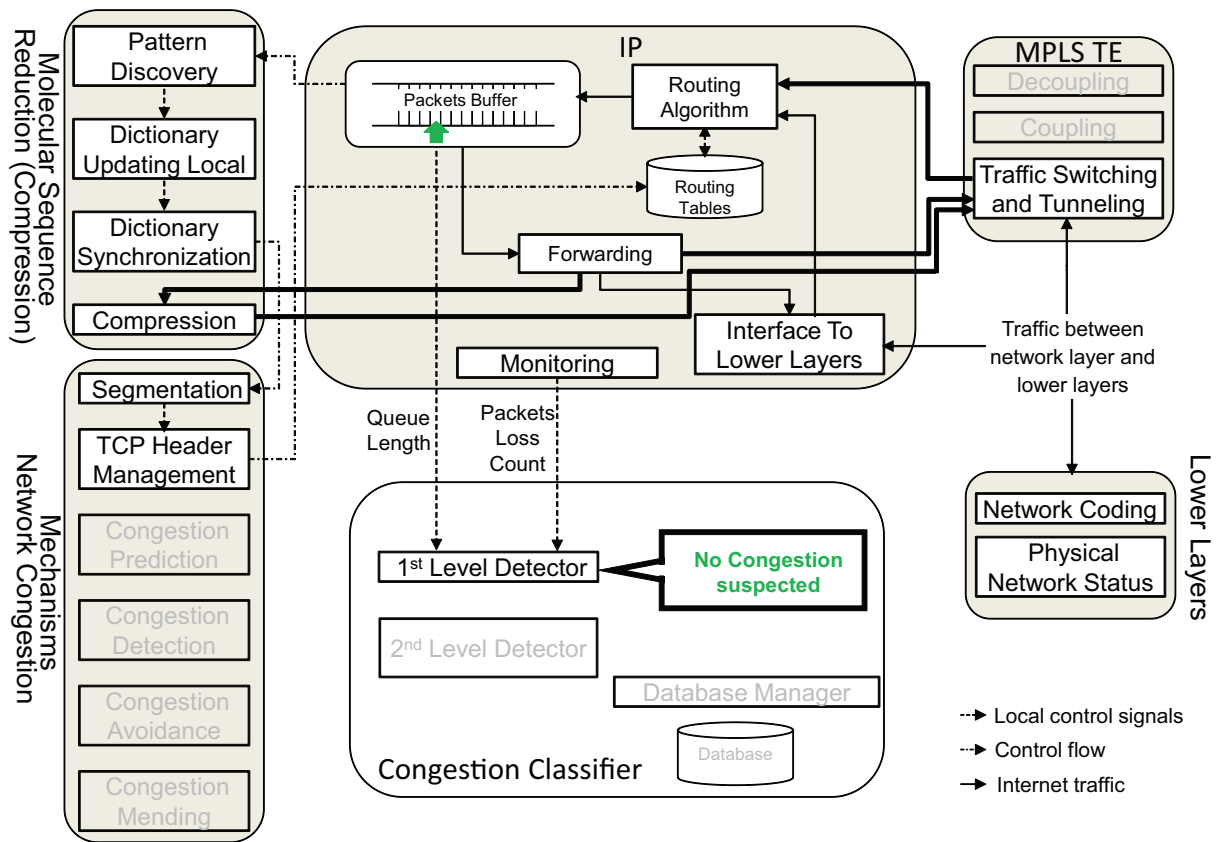 Molecular Sequence
Reduction (Compression)
Pattern
Discovery
Dictionary
Updating Local
Dictionary
Synchronization
Compression
IP
Packets Buffer
Routing
Algorithm
Routing
Tables
Forwarding
Interface To
Lower Layers
Monitoring
MPLS TE
Decoupling
Coupling
Traffic Switching
and Tunneling
Traffic between
network layer and
lower layers
Mechanisms
Network Congestion
Segmentation
TCP Header
Management
Congestion
Prediction
Congestion
Detection
Congestion
Avoidance
Congestion
Mending
Queue
Length
Packets
Loss
Count
1st Level Detector
No Congestion
suspected
2nd Level Detector
Database Manager
Database
Congestion Classifier
Lower Layers
Network Coding
Physical
Network Status
Local control signals
Control flow
Internet traffic